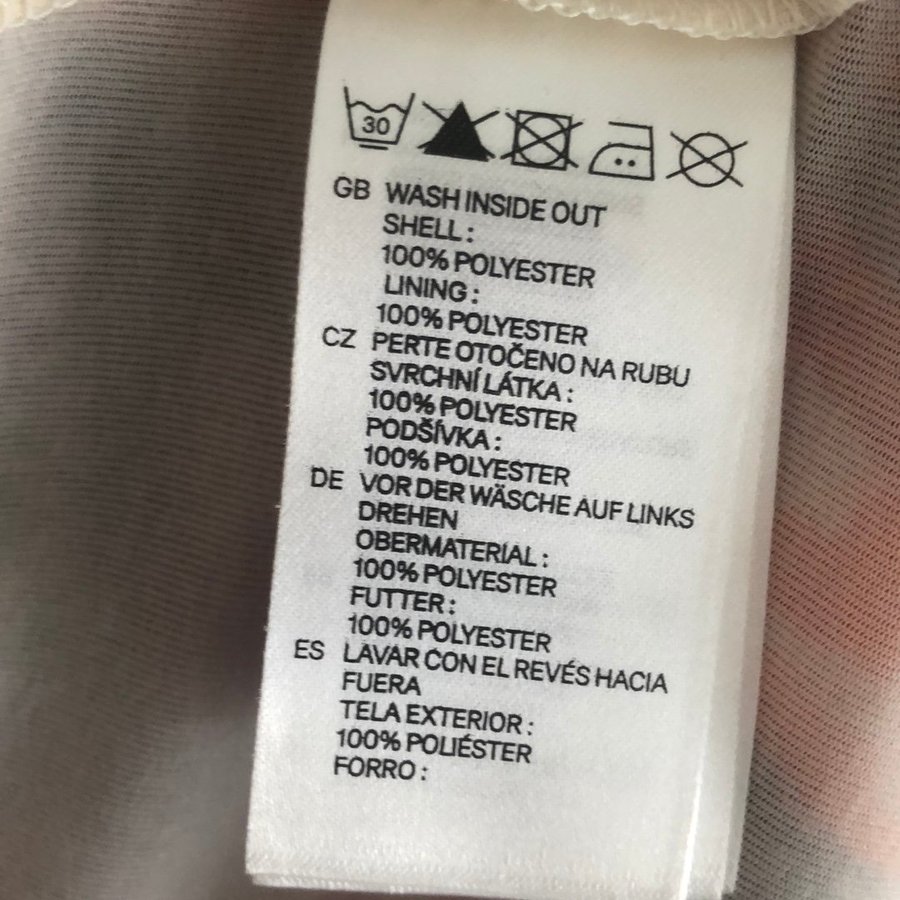 30
GB WASH INSIDE OUT
SHELL :
100% POLYESTER
LINING :
100% POLYESTER
CZ PERTE OTOČENO NA RUBU
SVRCHNÍ LÁTKA :
100% POLYESTER
PODŠÍVKA :
100% POLYESTER
DE VOR DER WÄSCHE AUF LINKS
DREHEN
OBERMATERIAL :
100% POLYESTER
FUTTER :
100% POLYESTER
ES LAVAR CON EL REVÉS HACIA
FUERA
TELA EXTERIOR :
100% POLIÉSTER
FORRO :